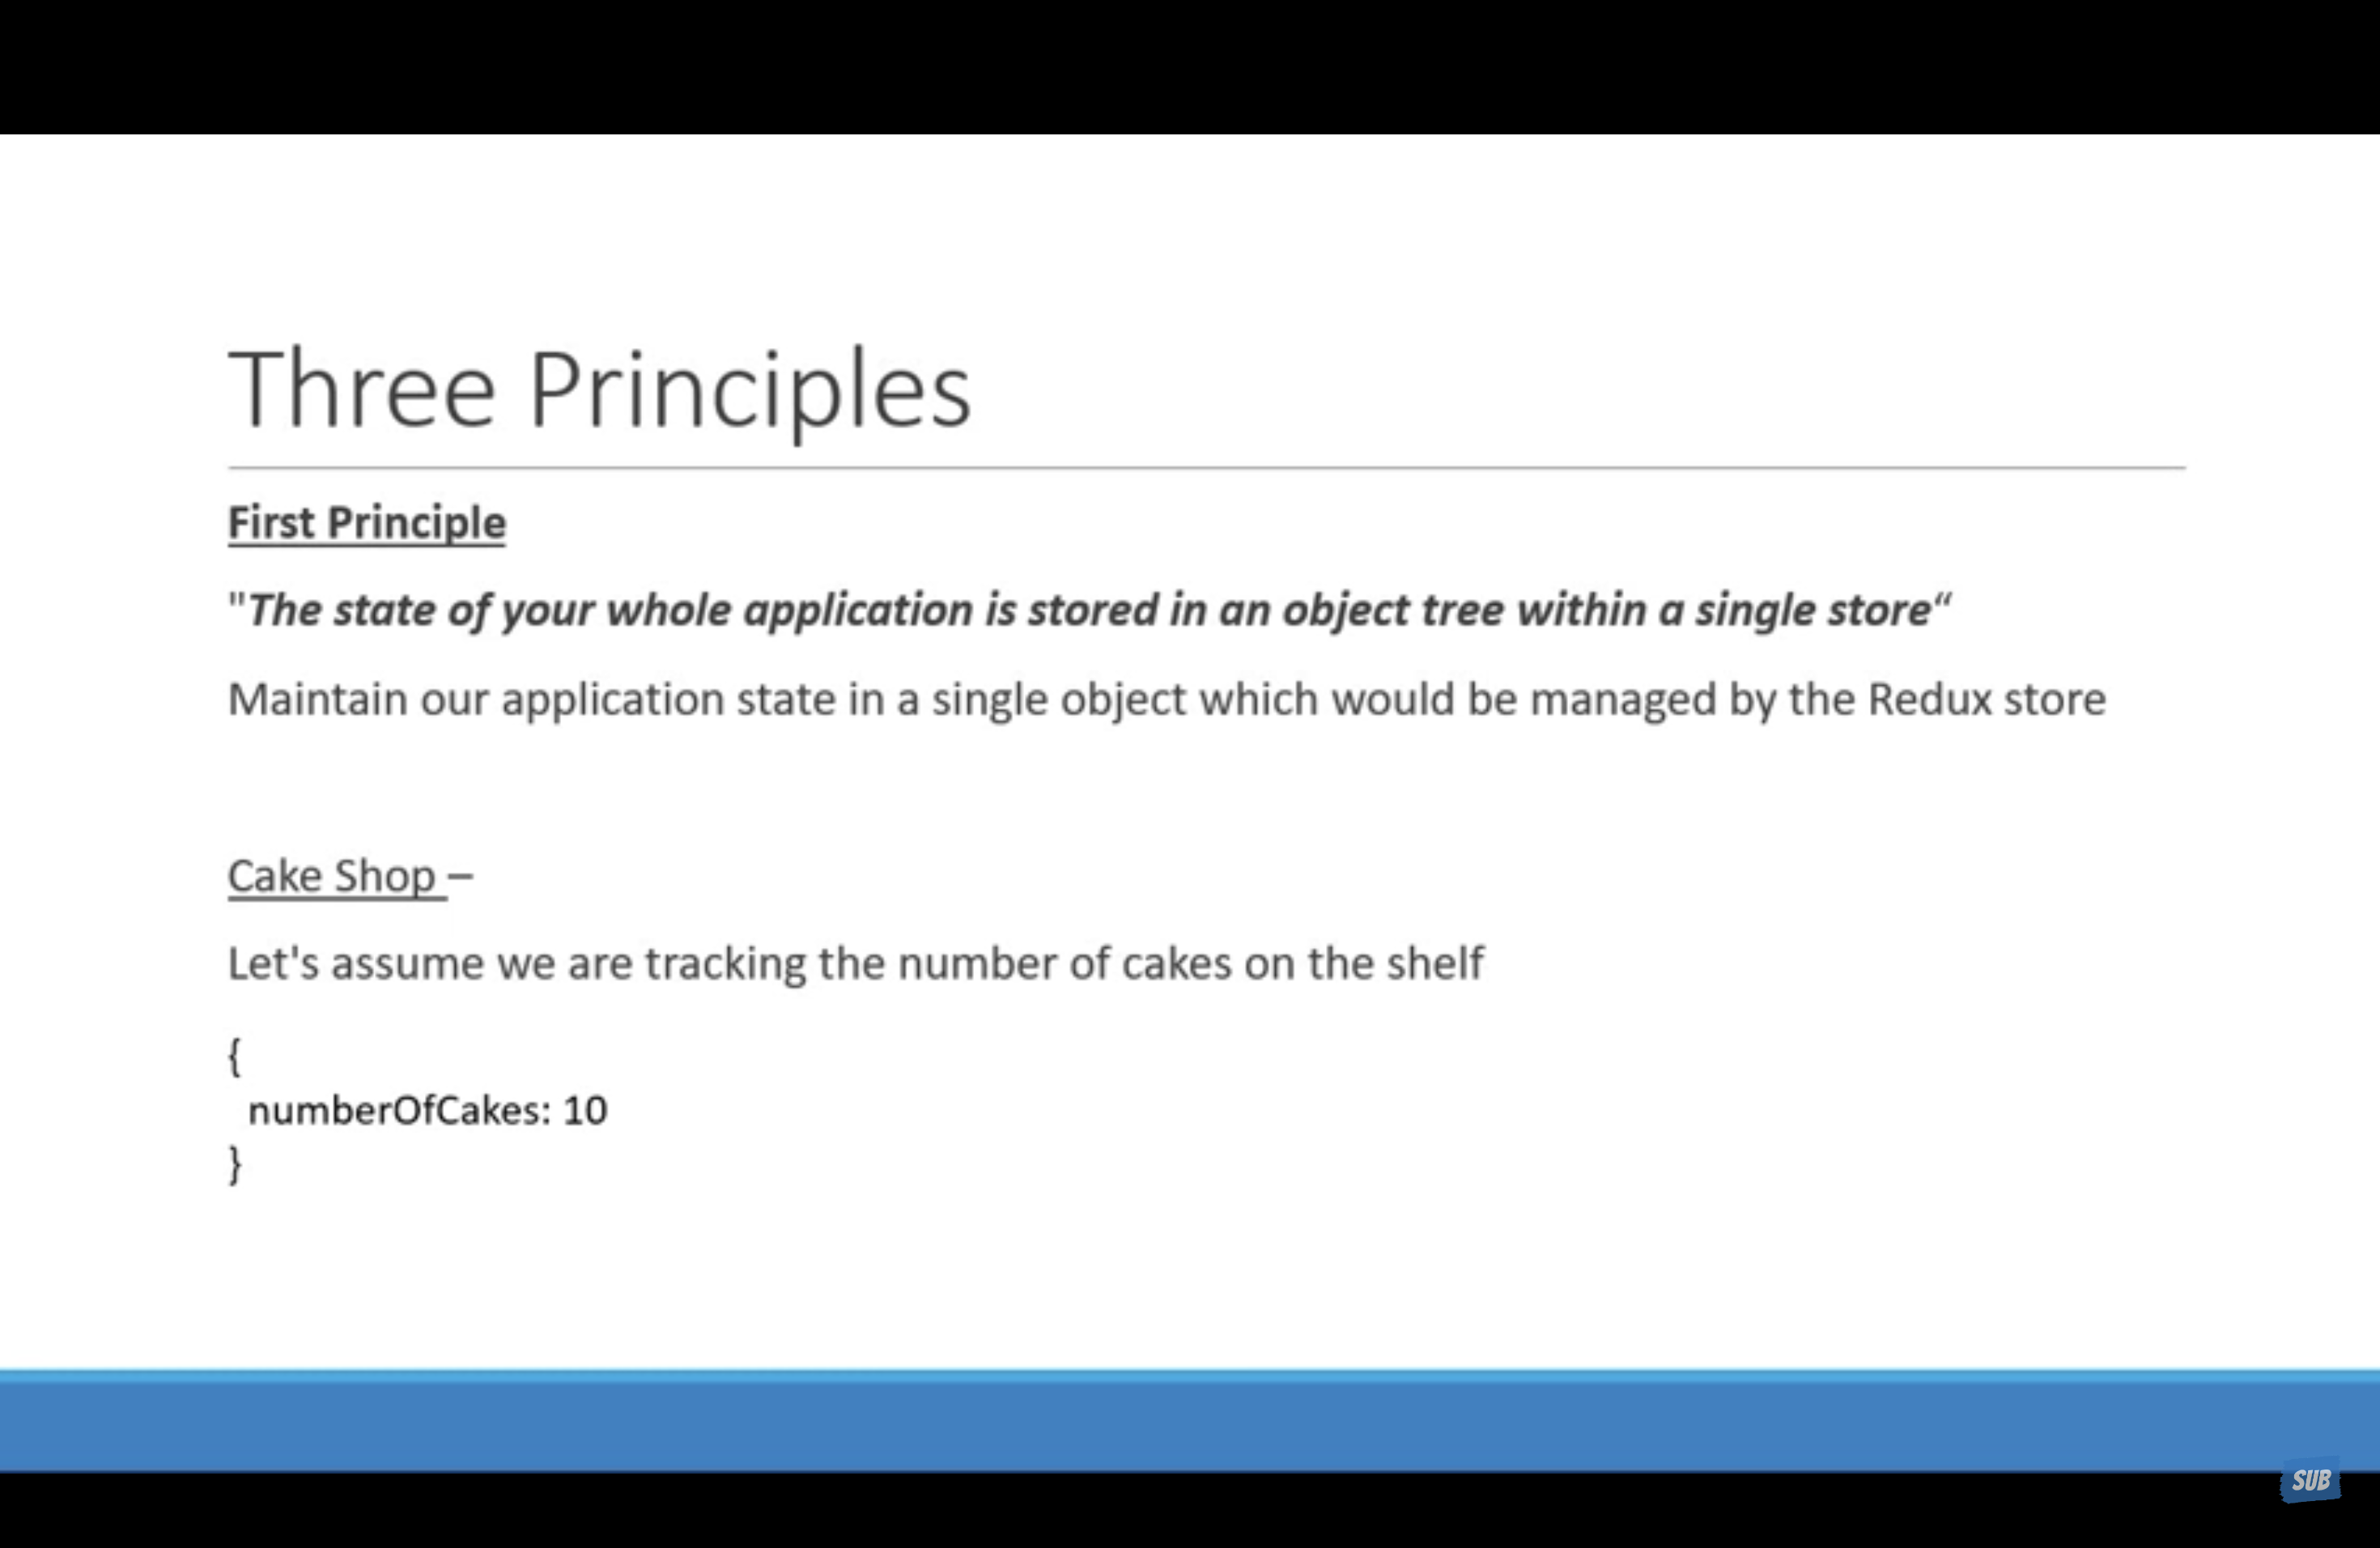 Three Principles
First Principle
"The state of your whole application is stored in an object tree within a single store“
Maintain our application state in a single object which would be managed by the Redux store
Cake Shop –
Let's assume we are tracking the number of cakes on the shelf
{
numberOfCakes: 10
}
SUB